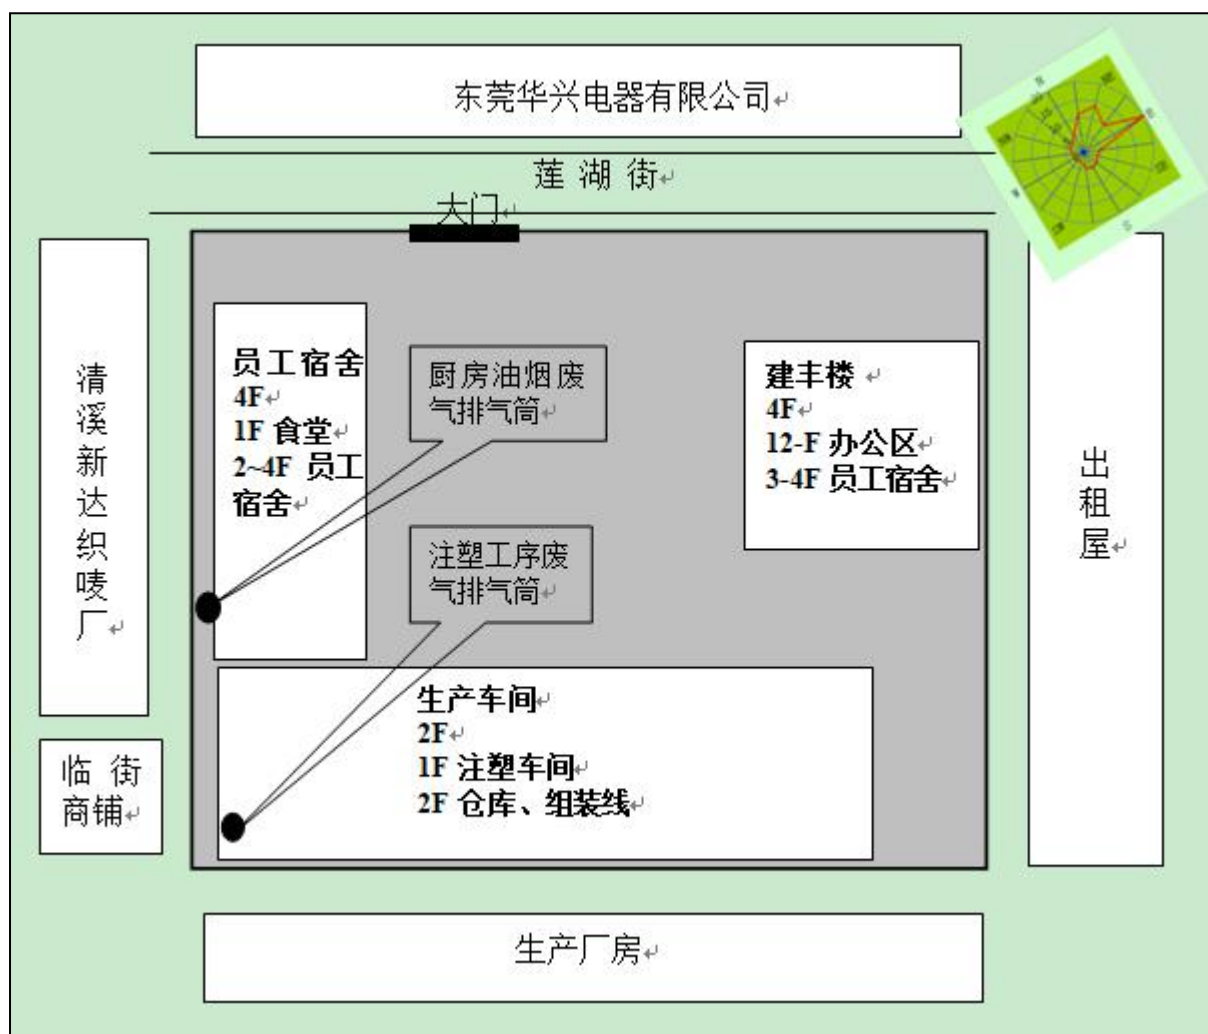 东莞华兴电器有限公司
莲湖街
大门
清溪新达织唛厂
员工宿舍
4F
1F 食堂
2~4F 员工
宿舍
厨房油烟废
气排气筒
建丰楼
4F
12-F 办公区
3-4F 员工宿舍
出租屋
注塑工序废
气排气筒
生产车间
2F
1F 注塑车间
2F 仓库、组装线
临街
商铺
生产厂房